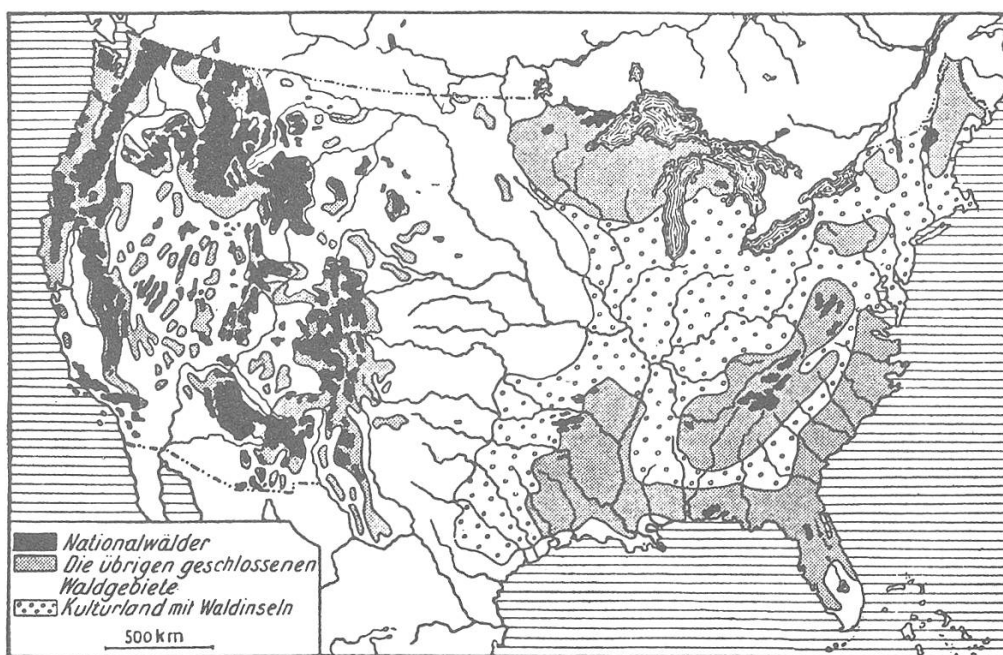 Nationalwälder
Die übrigen geschlossenen
Waldgebiete
Kulturland mit Waldinseln
500 km